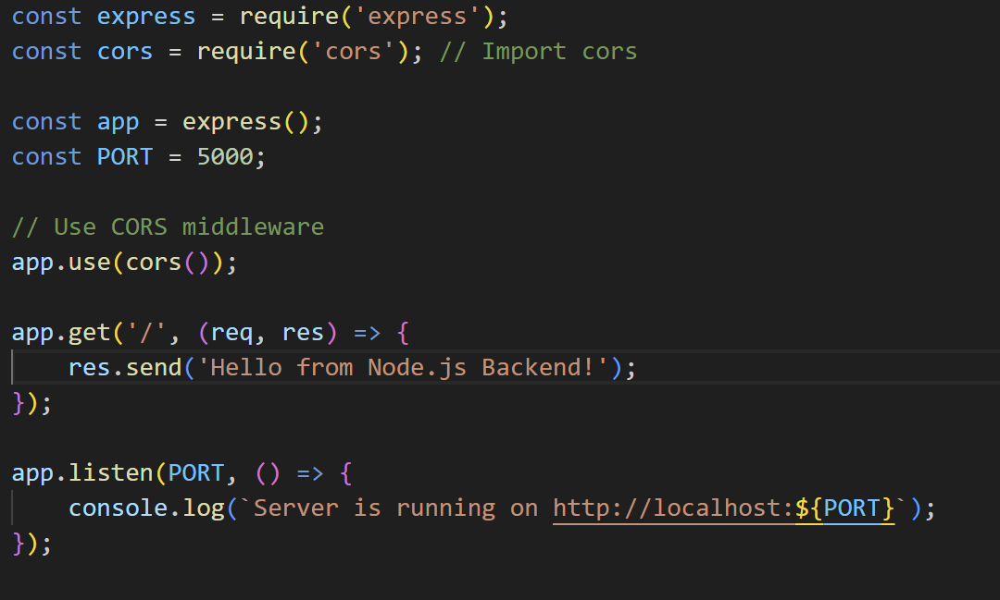 const express = require('express');
const cors = require('cors'); // Import cors

const app = express();
const PORT = 5000;

// Use CORS middleware
app.use(cors());

app.get('/', (req, res) => {
    res.send('Hello from Node.js Backend!');
});

app.listen(PORT, () => {
    console.log(`Server is running on http://localhost:${PORT}`);
});